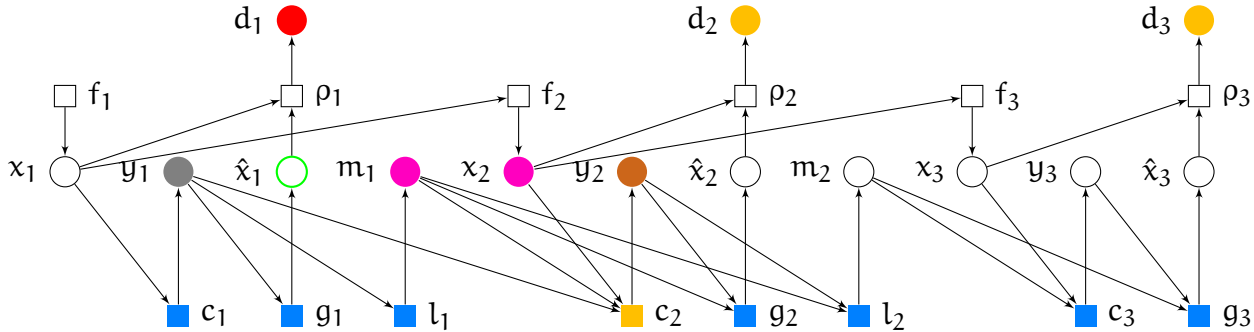 d₁ d₂ d₃
f₁ ρ₁ f₂ ρ₂ f₃ ρ₃
x₁ y₁ x̂₁ m₁ x₂ y₂ x̂₂ m₂ x₃ y₃ x̂₃
c₁ g₁ l₁ c₂ g₂ l₂ c₃ g₃